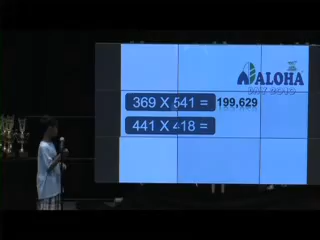 ALOHA
369 X 541 = 199,629
441 X 418 =